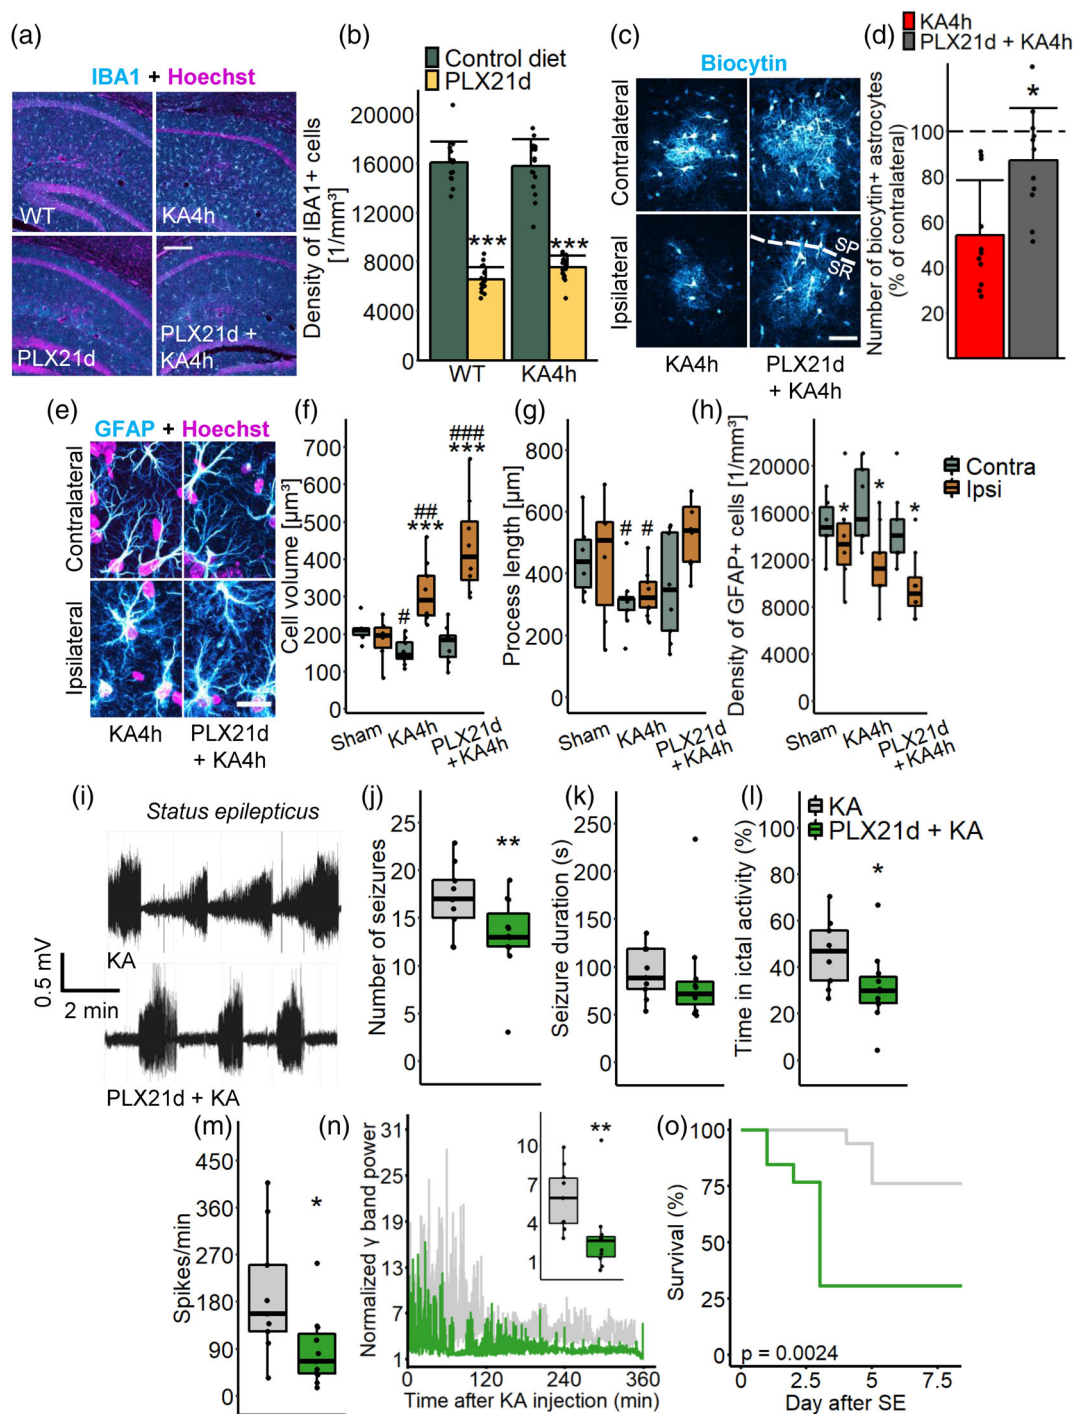 (a)
IBA1 + Hoechst
WT
KA4h
PLX21d
PLX21d +
KA4h
(b)
Control diet
PLX21d
Density of IBA1+ cells
[1/mm³]
20000
16000
12000
8000
4000
0
***
***
WT
KA4h
(c)
Biocytin
Contralateral
Ipsilateral
SP
SR
KA4h
PLX21d
+ KA4h
(d)
KA4h
PLX21d + KA4h
Number of biocytin+ astrocytes
(% of contralateral)
100
80
60
40
20
*
(e)
GFAP + Hoechst
Contralateral
Ipsilateral
KA4h
PLX21d
+ KA4h
(f)
Cell volume [µm³]
700
600
500
400
300
200
100
0
#
##
***
###
***
Sham
KA4h
PLX21d
+KA4h
(g)
Process length [µm]
800
600
400
200
0
#
#
Sham
KA4h
PLX21d
+KA4h
(h)
Density of GFAP+ cells [1/mm³]
20000
16000
12000
8000
4000
0
*
*
*
Sham
KA4h
PLX21d
+KA4h
Contra
Ipsi
(i)
Status epilepticus
KA
0.5 mV
2 min
PLX21d + KA
(j)
Number of seizures
25
20
15
10
5
0
**
(k)
Seizure duration (s)
250
200
150
100
50
0
(l)
KA
PLX21d + KA
Time in ictal activity (%)
100
80
60
40
20
0
*
(m)
Spikes/min
450
360
270
180
90
0
*
(n)
Normalized γ band power
31
25
19
13
7
1
10
7
4
1
**
0
120
240
360
Time after KA injection (min)
(o)
Survival (%)
100
75
50
25
0
p = 0.0024
0
2.5
5
7.5
Day after SE